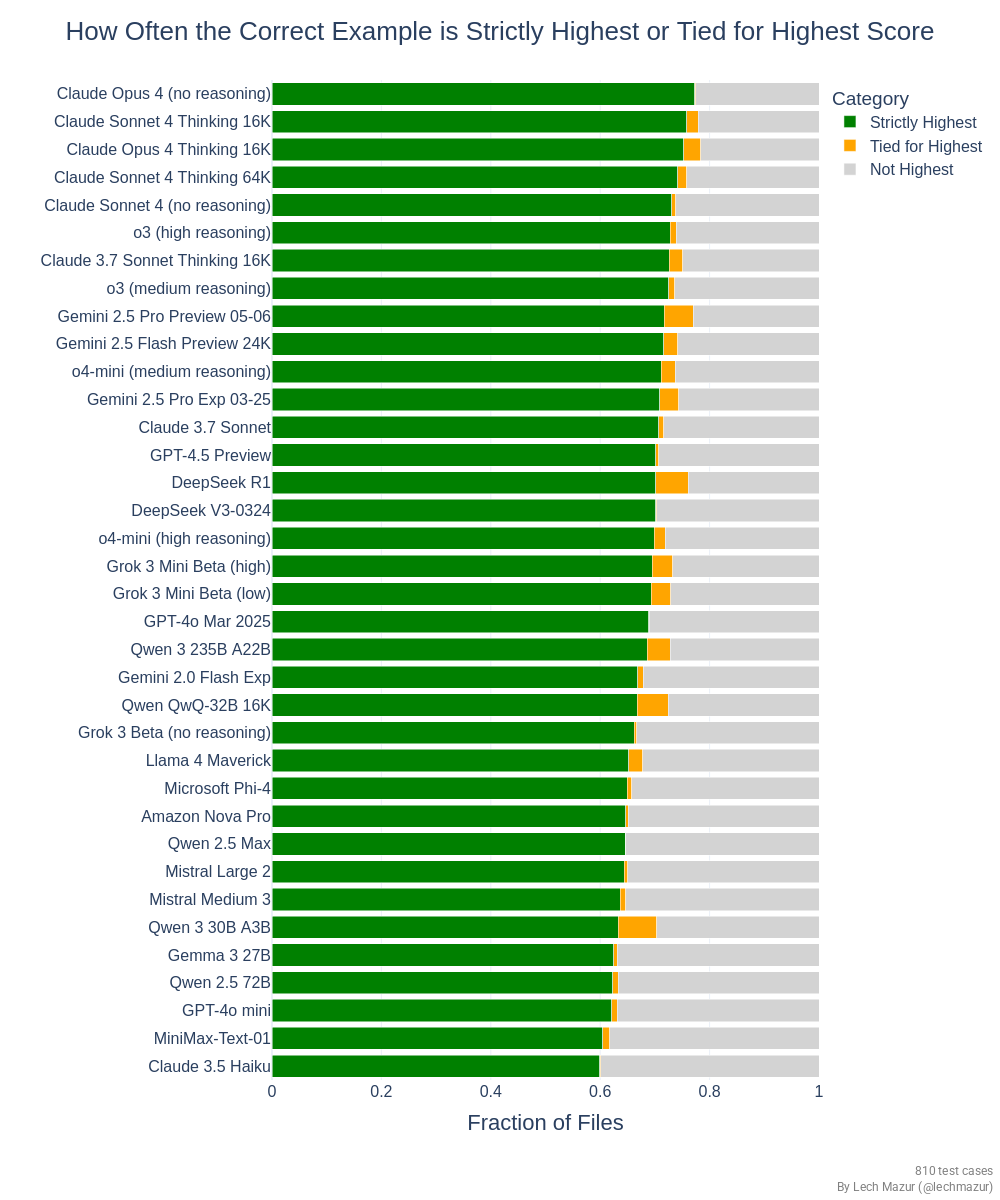 How Often the Correct Example is Strictly Highest or Tied for Highest Score
Claude Opus 4 (no reasoning)
Claude Sonnet 4 Thinking 16K
Claude Opus 4 Thinking 16K
Claude Sonnet 4 Thinking 64K
Claude Sonnet 4 (no reasoning)
o3 (high reasoning)
Claude 3.7 Sonnet Thinking 16K
o3 (medium reasoning)
Gemini 2.5 Pro Preview 05-06
Gemini 2.5 Flash Preview 24K
o4-mini (medium reasoning)
Gemini 2.5 Pro Exp 03-25
Claude 3.7 Sonnet
GPT-4.5 Preview
DeepSeek R1
DeepSeek V3-0324
o4-mini (high reasoning)
Grok 3 Mini Beta (high)
Grok 3 Mini Beta (low)
GPT-4o Mar 2025
Qwen 3 235B A22B
Gemini 2.0 Flash Exp
Qwen QwQ-32B 16K
Grok 3 Beta (no reasoning)
Llama 4 Maverick
Microsoft Phi-4
Amazon Nova Pro
Qwen 2.5 Max
Mistral Large 2
Mistral Medium 3
Qwen 3 30B A3B
Gemma 3 27B
Qwen 2.5 72B
GPT-4o mini
MiniMax-Text-01
Claude 3.5 Haiku
0 0.2 0.4 0.6 0.8 1
Fraction of Files
Category
Strictly Highest
Tied for Highest
Not Highest
810 test cases
By Lech Mazur (@lechmazur)